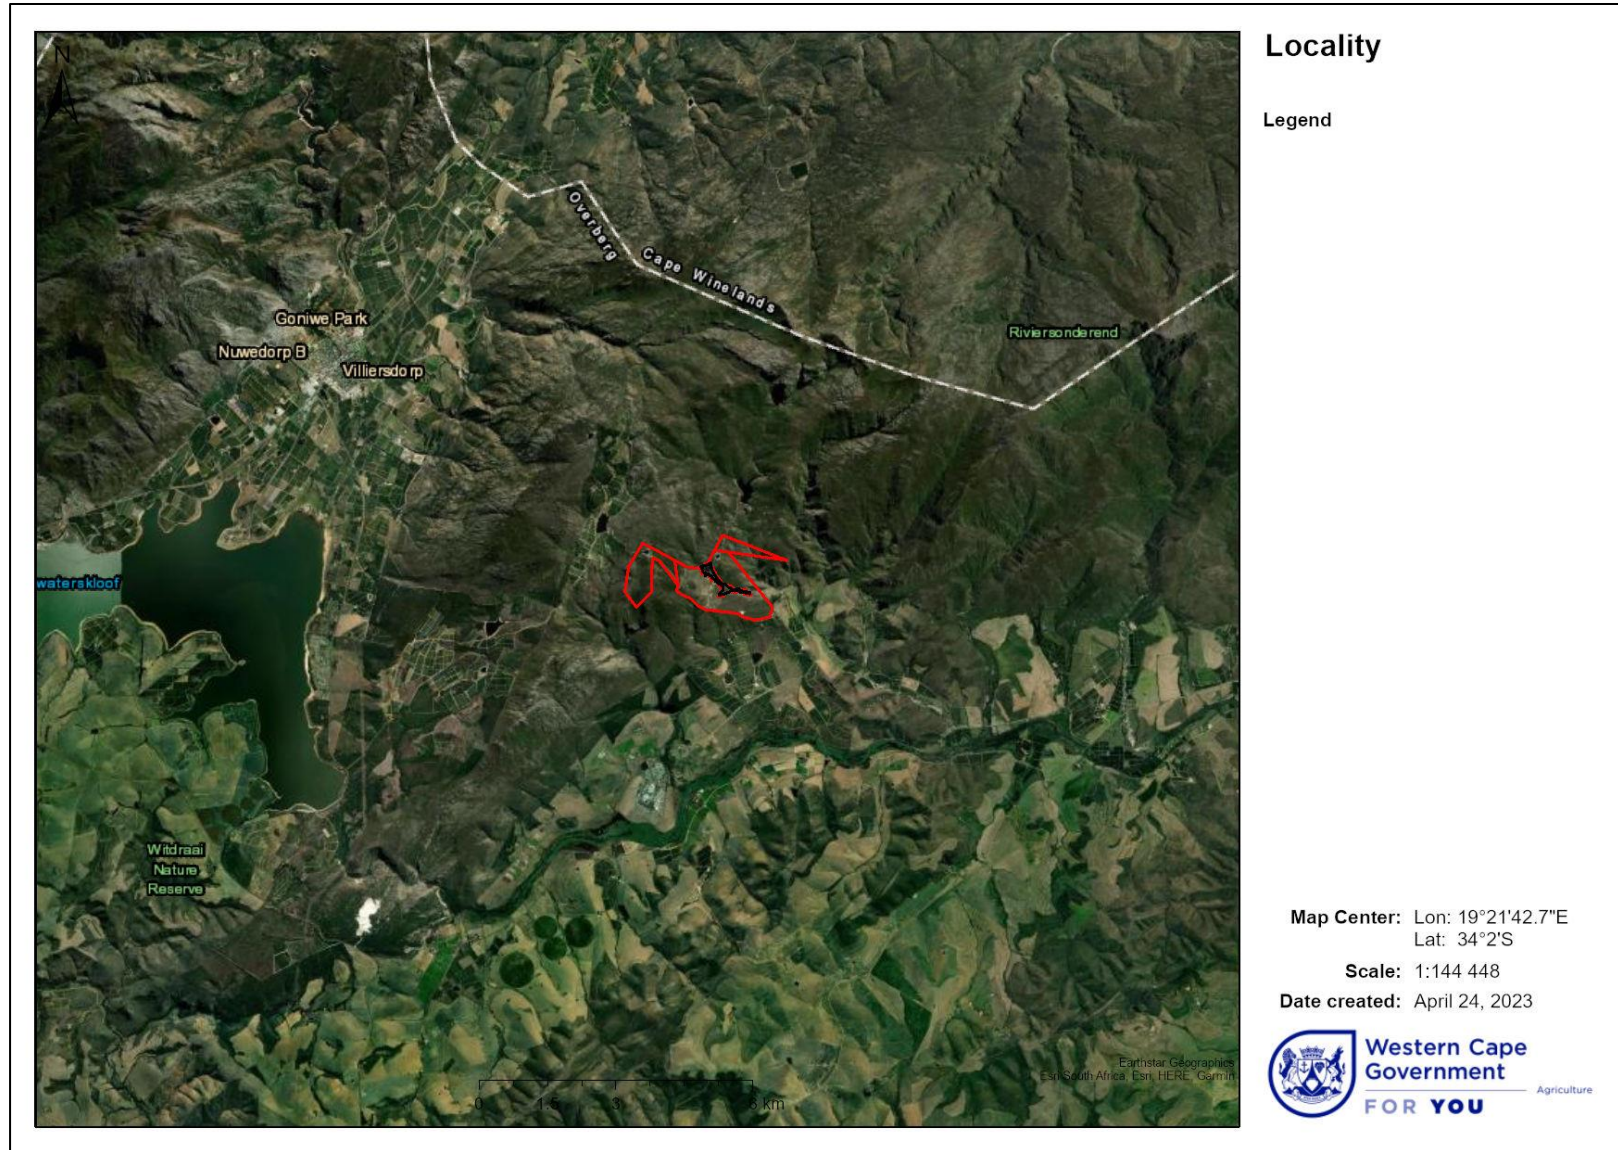 Locality
Legend
N
Overberg
Cape Winelands
Goniwe Park
Riviersonderend
Nuwedorp B
Villiersdorp
waterskloof
Witdraai
Nature
Reserve
Map Center: Lon: 19°21'42.7"E
Lat: 34°2'S
Scale: 1:144 448
Date created: April 24, 2023
Earthstar Geographics
Esri South Africa, Esri, HERE, Garmin
0 1.5 3 6 km
Western Cape
Government
Agriculture
FOR YOU